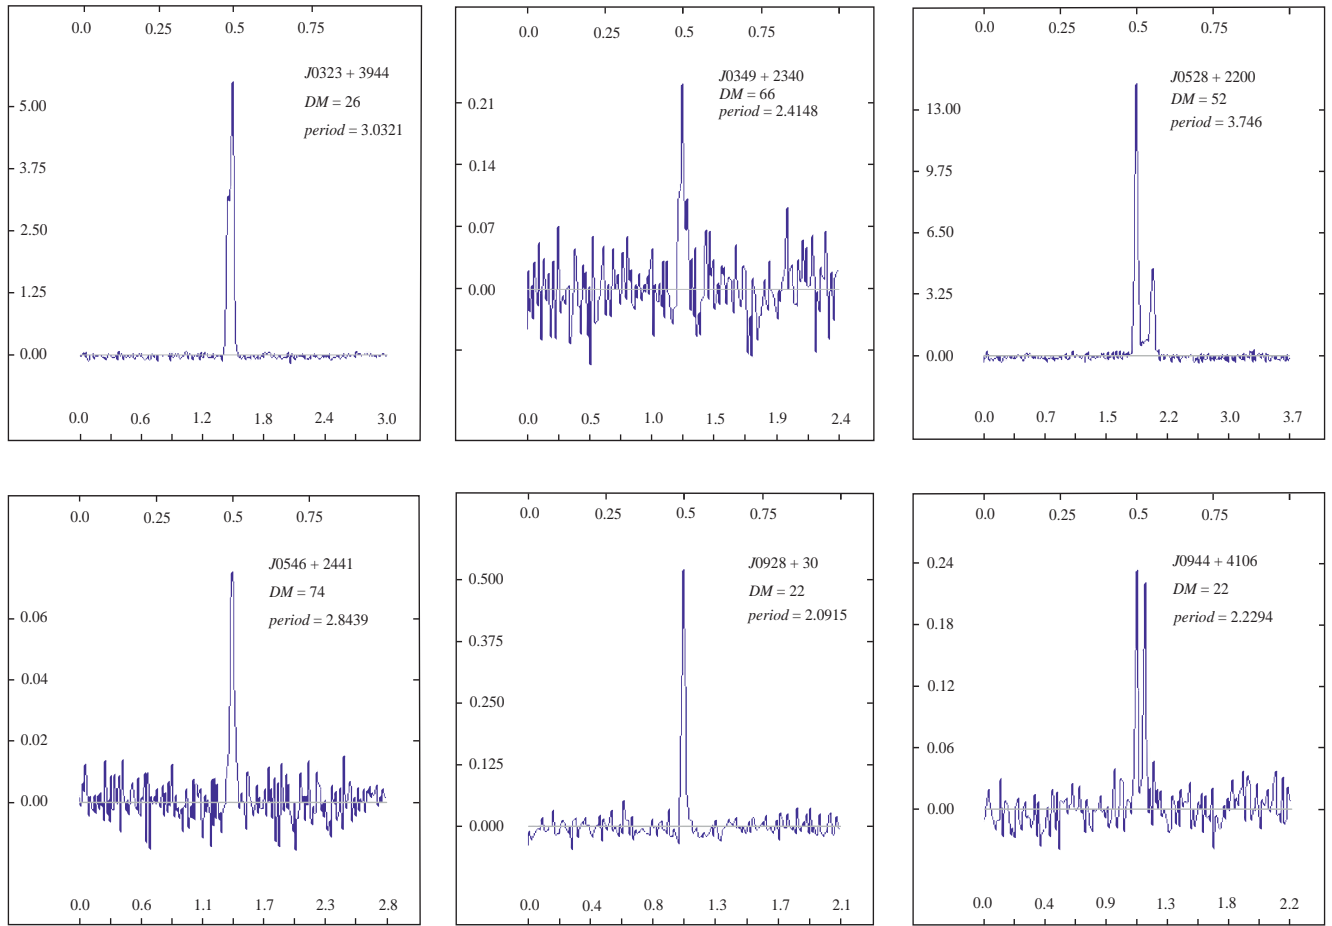 0.0 0.25 0.5 0.75
J0323 + 3944
DM = 26
period = 3.0321
5.00
3.75
2.50
1.25
0.00
0.0 0.6 1.2 1.8 2.4 3.0
0.0 0.25 0.5 0.75
J0349 + 2340
DM = 66
period = 2.4148
0.21
0.14
0.07
0.00
0.0 0.5 1.0 1.5 1.9 2.4
0.0 0.25 0.5 0.75
J0528 + 2200
DM = 52
period = 3.746
13.00
9.75
6.50
3.25
0.00
0.0 0.7 1.5 2.2 3.0 3.7
0.0 0.25 0.5 0.75
J0546 + 2441
DM = 74
period = 2.8439
0.06
0.04
0.02
0.00
0.0 0.6 1.1 1.7 2.3 2.8
0.0 0.25 0.5 0.75
J0928 + 30
DM = 22
period = 2.0915
0.500
0.375
0.250
0.125
0.000
0.0 0.4 0.8 1.3 1.7 2.1
0.0 0.25 0.5 0.75
J0944 + 4106
DM = 22
period = 2.2294
0.24
0.18
0.12
0.06
0.00
0.0 0.4 0.9 1.3 1.8 2.2